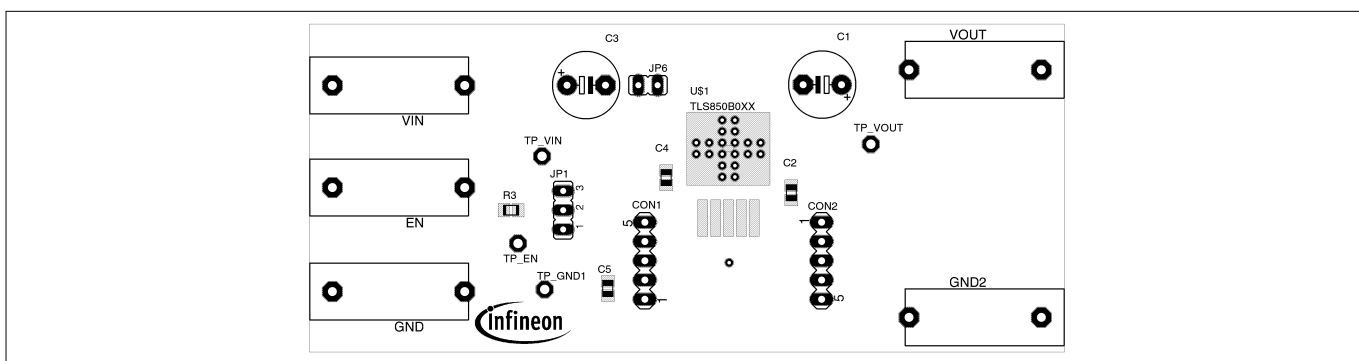 C3
C1
VOUT
+
JP6
U$1
TLS850B0XX
+
VIN
TP_VIN
TP_VOUT
C4
C2
JP1
3
2
1
R3
EN
CON1
5
1
CON2
1
5
TP_EN
TP_GND1
C5
GND2
GND
infineon